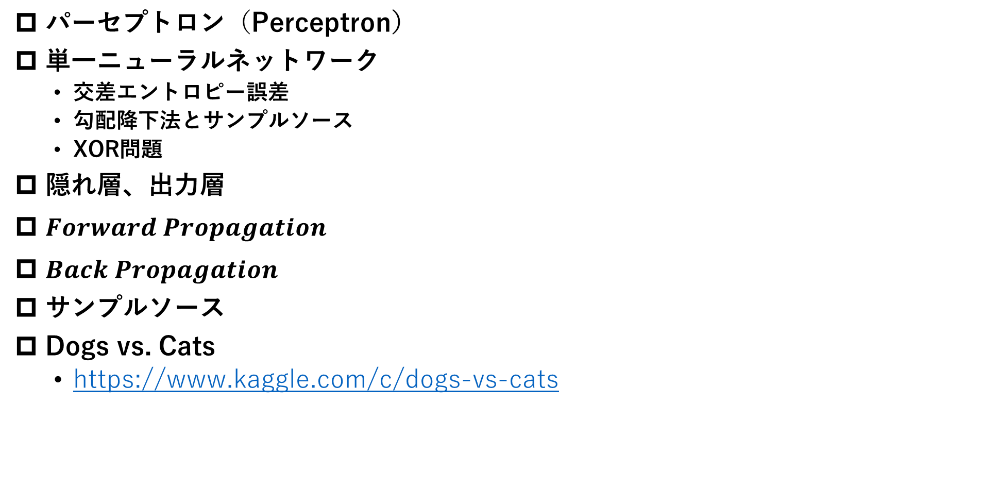 パーセプトロン（Perceptron）
単一ニューラルネットワーク
• 交差エントロピー誤差
• 勾配降下法とサンプルソース
• XOR問題
隠れ層、出力層
Forward Propagation
Back Propagation
サンプルソース
Dogs vs. Cats
• https://www.kaggle.com/c/dogs-vs-cats